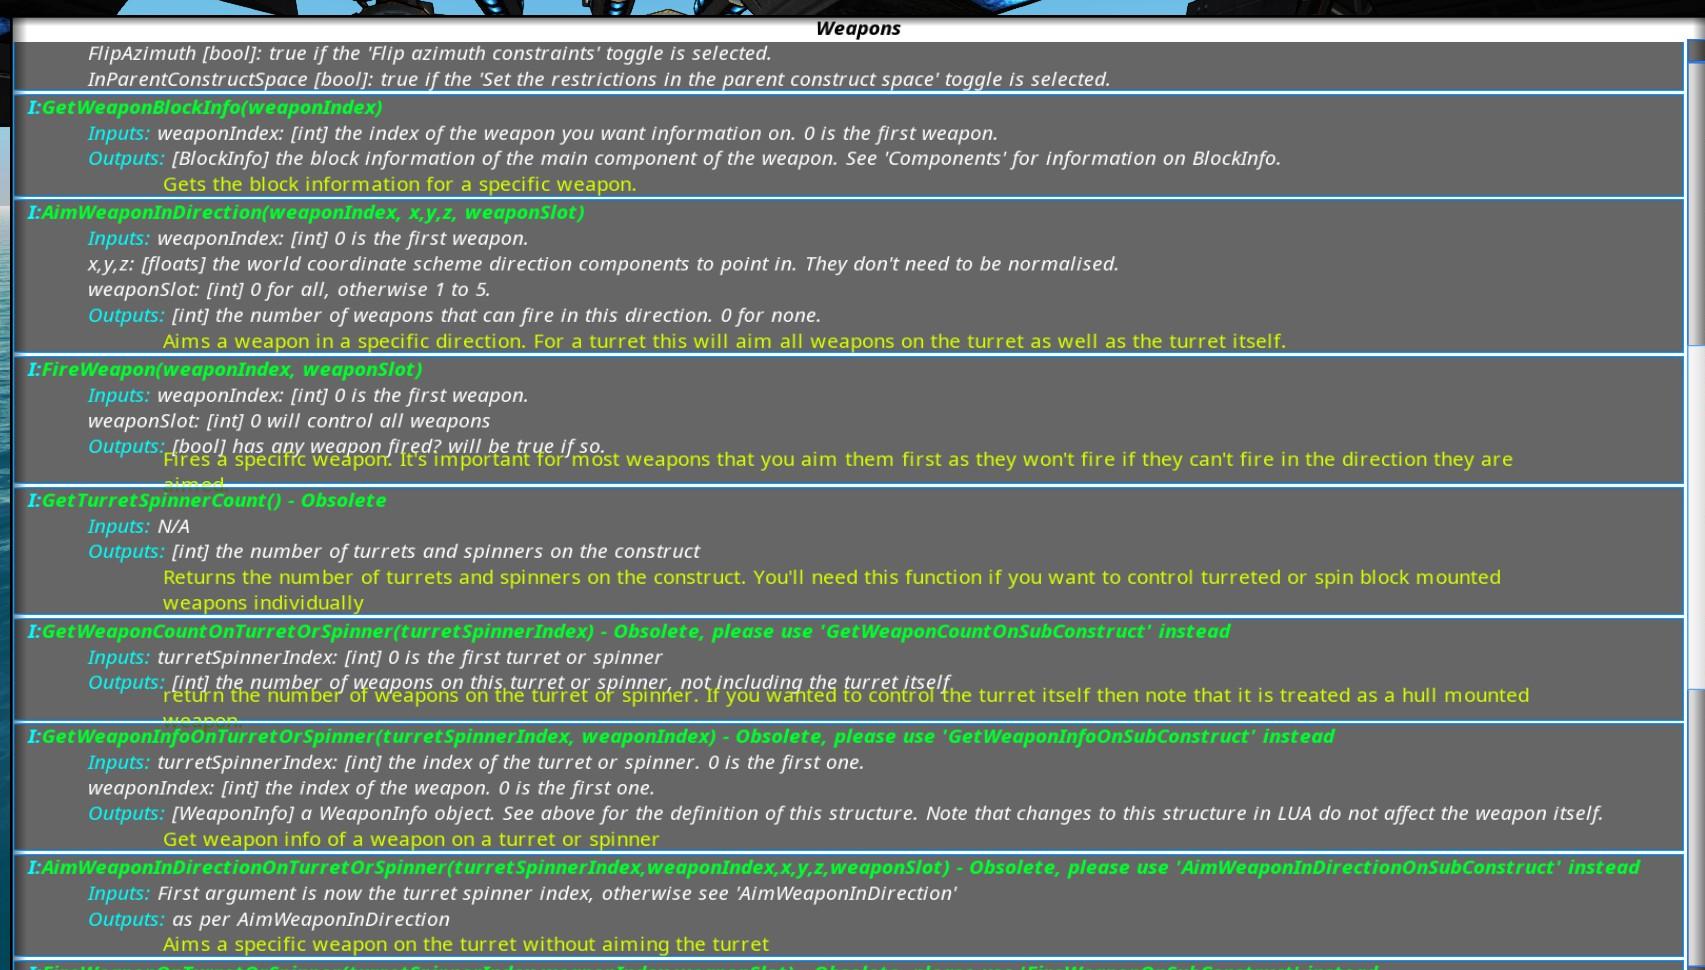 Weapons
FlipAzimuth [bool]: true if the 'Flip azimuth constraints' toggle is selected.
InParentConstructSpace [bool]: true if the 'Set the restrictions in the parent construct space' toggle is selected.
I:GetWeaponBlockInfo(weaponIndex)
Inputs: weaponIndex: [int] the index of the weapon you want information on. 0 is the first weapon.
Outputs: [BlockInfo] the block information of the main component of the weapon. See 'Components' for information on BlockInfo.
Gets the block information for a specific weapon.
I:AimWeaponInDirection(weaponIndex, x,y,z, weaponSlot)
Inputs: weaponIndex: [int] 0 is the first weapon.
x,y,z: [floats] the world coordinate scheme direction components to point in. They don't need to be normalised.
weaponSlot: [int] 0 for all, otherwise 1 to 5.
Outputs: [int] the number of weapons that can fire in this direction. 0 for none.
Aims a weapon in a specific direction. For a turret this will aim all weapons on the turret as well as the turret itself.
I:FireWeapon(weaponIndex, weaponSlot)
Inputs: weaponIndex: [int] 0 is the first weapon.
weaponSlot: [int] 0 will control all weapons
Outputs: [bool] has any weapon fired? will be true if so.
Fires a specific weapon. It's important for most weapons that you aim them first as they won't fire if they can't fire in the direction they are
aimed.
I:GetTurretSpinnerCount() - Obsolete
Inputs: N/A
Outputs: [int] the number of turrets and spinners on the construct
Returns the number of turrets and spinners on the construct. You'll need this function if you want to control turreted or spin block mounted
weapons individually
I:GetWeaponCountOnTurretOrSpinner(turretSpinnerIndex) - Obsolete, please use 'GetWeaponCountOnSubConstruct' instead
Inputs: turretSpinnerIndex: [int] 0 is the first turret or spinner
Outputs: [int] the number of weapons on this turret or spinner, not including the turret itself
return the number of weapons on the turret or spinner. If you wanted to control the turret itself then note that it is treated as a hull mounted
weapon.
I:GetWeaponInfoOnTurretOrSpinner(turretSpinnerIndex, weaponIndex) - Obsolete, please use 'GetWeaponInfoOnSubConstruct' instead
Inputs: turretSpinnerIndex: [int] the index of the turret or spinner. 0 is the first one.
weaponIndex: [int] the index of the weapon. 0 is the first one.
Outputs: [WeaponInfo] a WeaponInfo object. See above for the definition of this structure. Note that changes to this structure in LUA do not affect the weapon itself.
Get weapon info of a weapon on a turret or spinner
I:AimWeaponInDirectionOnTurretOrSpinner(turretSpinnerIndex,weaponIndex,x,y,z,weaponSlot) - Obsolete, please use 'AimWeaponInDirectionOnSubConstruct' instead
Inputs: First argument is now the turret spinner index, otherwise see 'AimWeaponInDirection'
Outputs: as per AimWeaponInDirection
Aims a specific weapon on the turret without aiming the turret